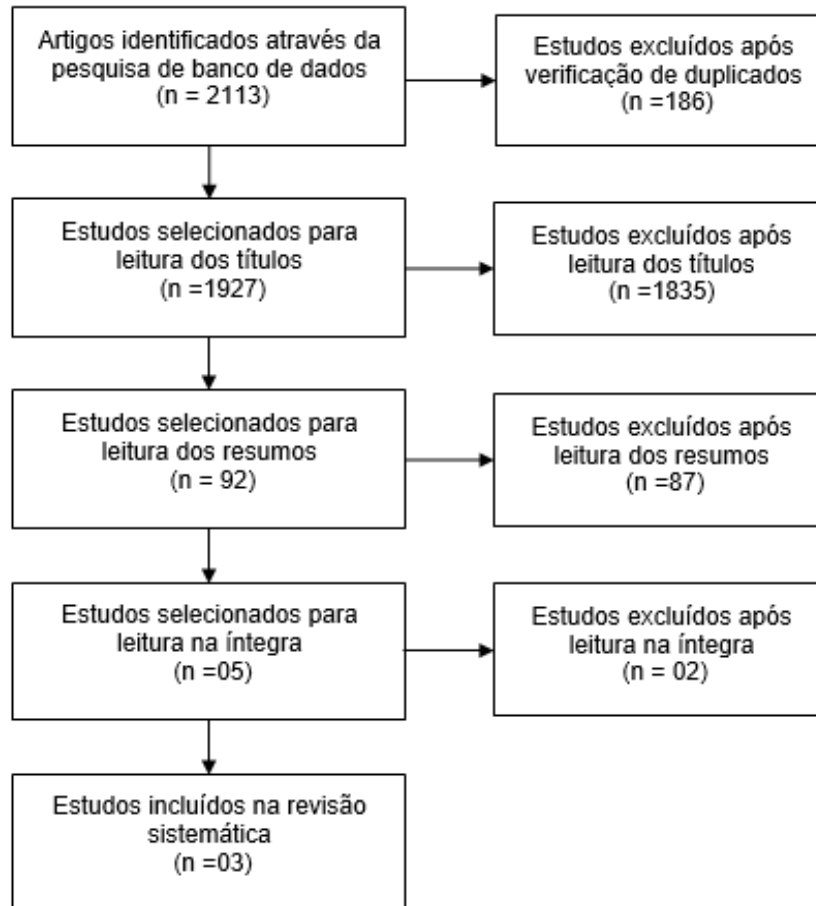 Artigos identificados através da
pesquisa de banco de dados
(n = 2113)
Estudos excluídos após
verificação de duplicados
(n =186)
Estudos selecionados para
leitura dos títulos
(n =1927)
Estudos excluídos após
leitura dos títulos
(n =1835)
Estudos selecionados para
leitura dos resumos
(n = 92)
Estudos excluídos após
leitura dos resumos
(n =87)
Estudos selecionados para
leitura na íntegra
(n =05)
Estudos excluídos após
leitura na íntegra
(n = 02)
Estudos incluídos na revisão
sistemática
(n =03)